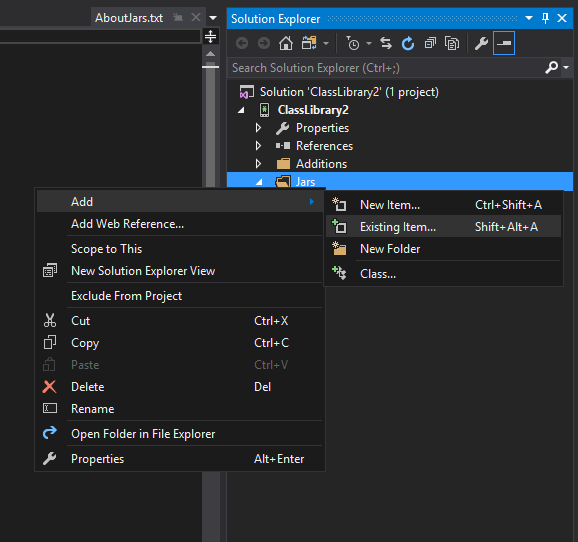 AboutJars.txt
Solution Explorer
Search Solution Explorer (Ctrl+;)
Solution 'ClassLibrary2' (1 project)
ClassLibrary2
Properties
References
Additions
Jars
Add
Add Web Reference...
Scope to This
New Solution Explorer View
Exclude From Project
Cut Ctrl+X
Copy Ctrl+C
Paste Ctrl+V
Delete Del
Rename
Open Folder in File Explorer
Properties Alt+Enter
New Item... Ctrl+Shift+A
Existing Item... Shift+Alt+A
New Folder
Class...